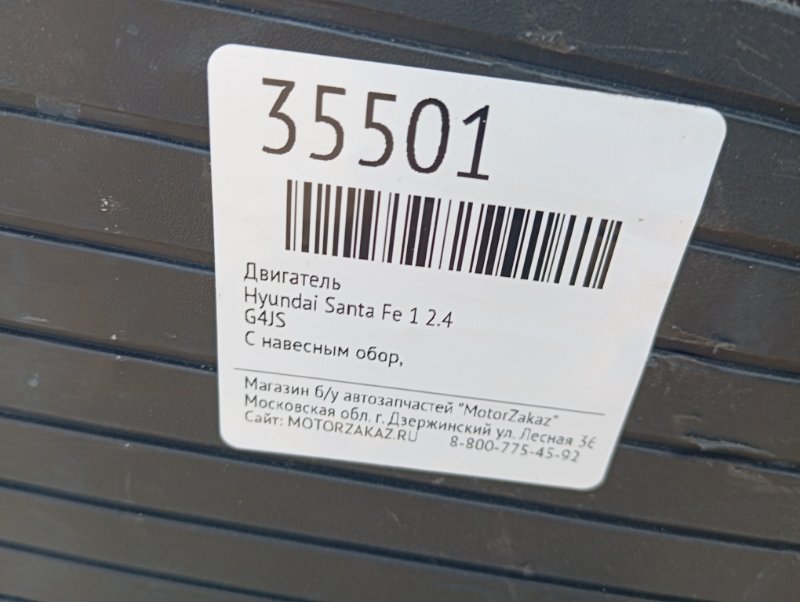 35501
Двигатель
Hyundai Santa Fe 1 2.4
G4JS
С навесным обор,
Магазин б/у автозапчастей "MotorZakaz"
Московская обл. г. Дзержинский ул. Лесная 3Б
Сайт: MOTORZAKAZ.RU 8-800-775-45-92